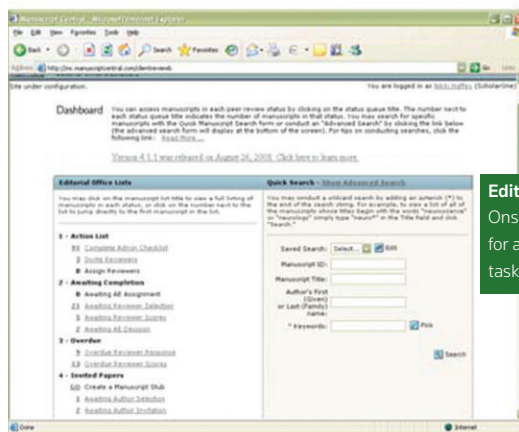 Manuscript Central - Microsoft Internet Explorer
File Edit View Favorites Tools Help
Back Search Favorites
Address http://mc.manuscriptcentral.com/clientreviewdb Go Links
Site under configuration.
You are logged in as (ScholarOne)
Dashboard
You can access manuscripts in each peer review status by clicking on the status queue title. The number next to
each status queue title indicates the number of manuscripts in that status. You may search for specific
manuscripts with the Quick Manuscript Search form or conduct an "Advanced Search" by clicking the link below
(the advanced search form will display at the bottom of the screen). For tips on conducting searches, click the
following link: Read More ...
Version 4.1.1 was released on August 26, 2008. Click here to learn more.
Editorial Office Lists
You may click on the manuscript list title to view a full listing of
manuscripts in each status, or click on the number next to the
list to jump directly to the first manuscript in the list.
1 - Action List
91 Complete Admin Checklist
3 Invite Reviewers
0 Assign Reviewers
2 - Awaiting Completion
0 Awaiting AE Assignment
21 Awaiting Reviewer Selection
5 Awaiting Reviewer Scores
2 Awaiting AE Decision
3 - Overdue
9 Overdue Reviewer Response
13 Overdue Reviewer Scores
4 - Invited Papers
GO Create a Manuscript Stub
1 Awaiting Author Selection
2 Awaiting Author Invitation
Quick Search - Show Advanced Search
You may conduct a wildcard search by adding an asterisk (*) to
the end of the search string. For example, to view a list of all of
the manuscripts whose titles begin with the words "neuroscience"
or "neurology" simply type "neuro*" in the Title field and click
"Search."
Saved Search: Select... Edit
Manuscript ID:
Manuscript Title:
Author's First
(Given)
or Last (Family)
name:
* Keywords: Pick
Search
Edit
Ons
for a
task
Done
Internet